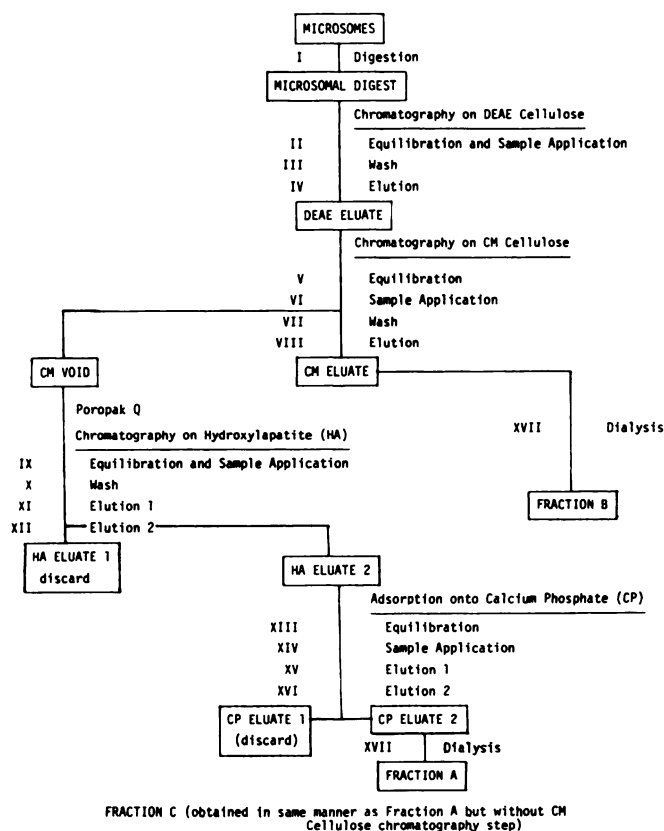 MICROSOMES
I Digestion
MICROSOMAL DIGEST
Chromatography on DEAE Cellulose
II Equilibration and Sample Application
III Wash
IV Elution
DEAE ELUATE
Chromatography on CM Cellulose
V Equilibration
VI Sample Application
VII Wash
VIII Elution
CM VOID
CM ELUATE
Poropak Q
XVII Dialysis
Chromatography on Hydroxylapatite (HA)
IX Equilibration and Sample Application
X Wash
XI Elution 1
XII Elution 2
FRACTION B
HA ELUATE 1
discard
HA ELUATE 2
Adsorption onto Calcium Phosphate (CP)
XIII Equilibration
XIV Sample Application
XV Elution 1
XVI Elution 2
CP ELUATE 1
(discard)
CP ELUATE 2
XVII Dialysis
FRACTION A
FRACTION C (obtained in same manner as Fraction A but without CM
Cellulose chromatography step)